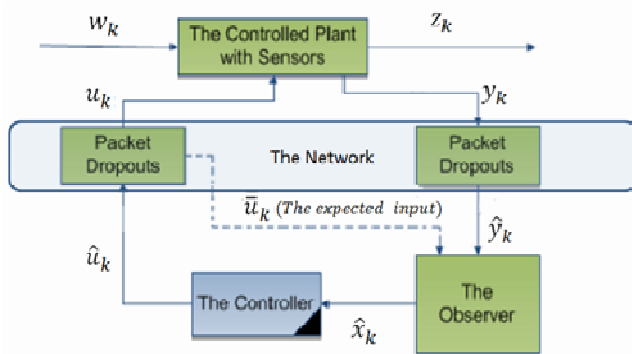 w_k
The Controlled Plant
with Sensors
z_k
u_k
y_k
Packet
Dropouts
The Network
Packet
Dropouts
ū_k (The expected input)
û_k
ŷ_k
The Controller
x̂_k
The
Observer